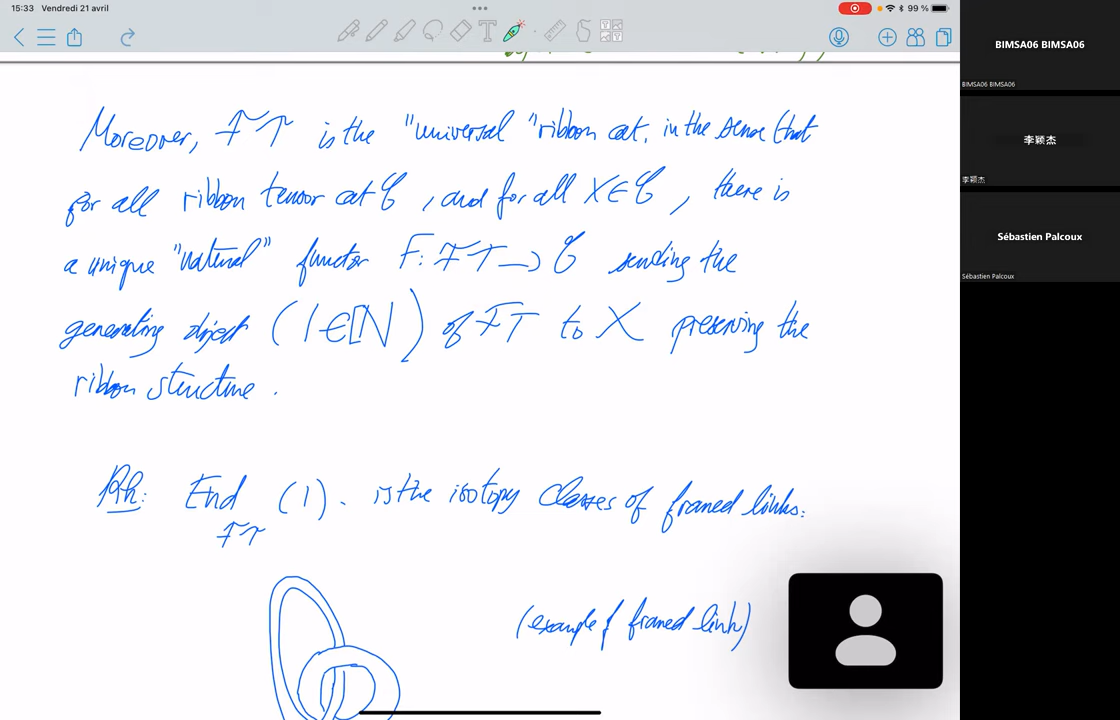 15:33 Vendredi 21 avril
99 %
Moreover, FT is the "universal" ribbon cat. in the sense that
for all ribbon tensor cat C, and for all X ∈ C, there is
a unique "natural" functor F: FT → C sending the
generating object (1 ∈ ℕ) of FT to X preserving the
ribbon structure.
Rk: End_FT (1). is the isotopy classes of framed links:
(example of framed link)
BIMSA06 BIMSA06
BIMSA06 BIMSA06
李颖杰
李颖杰
Sébastien Palcoux
Sébastien Palcoux